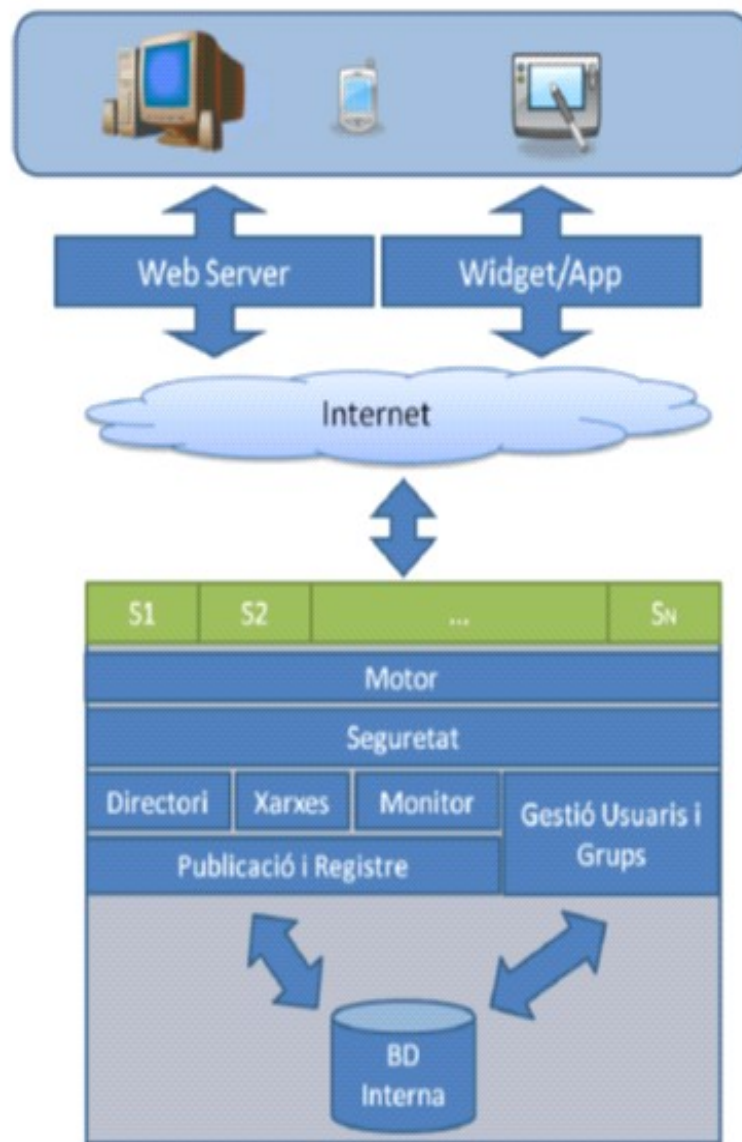 Web Server
Widget/App
Internet
S1
S2
...
SN
Motor
Seguretat
Directori
Xarxes
Monitor
Gestió Usuaris i
Grups
Publicació i Registre
BD
Interna